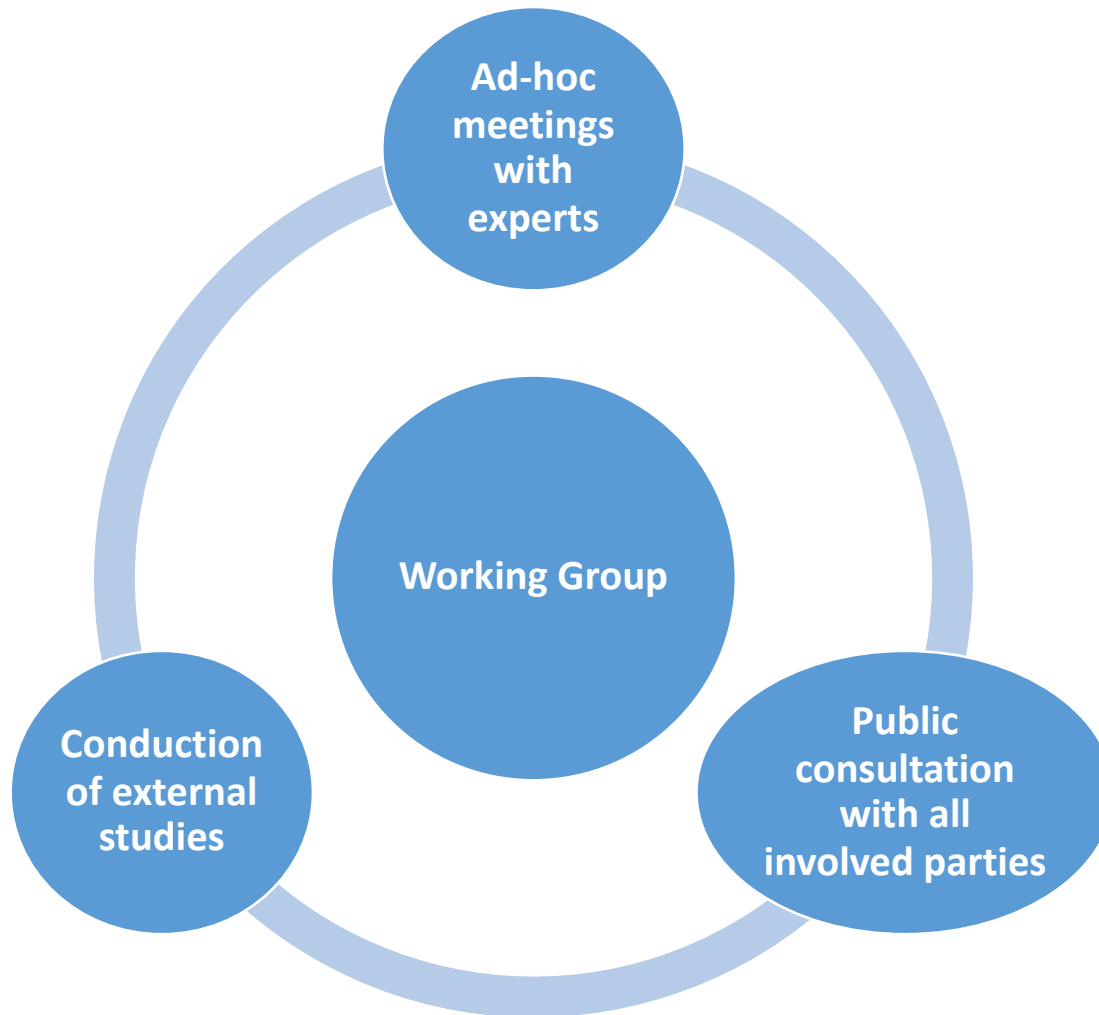 Ad-hoc
meetings
with
experts
Working Group
Conduction
of external
studies
Public
consultation
with all
involved parties